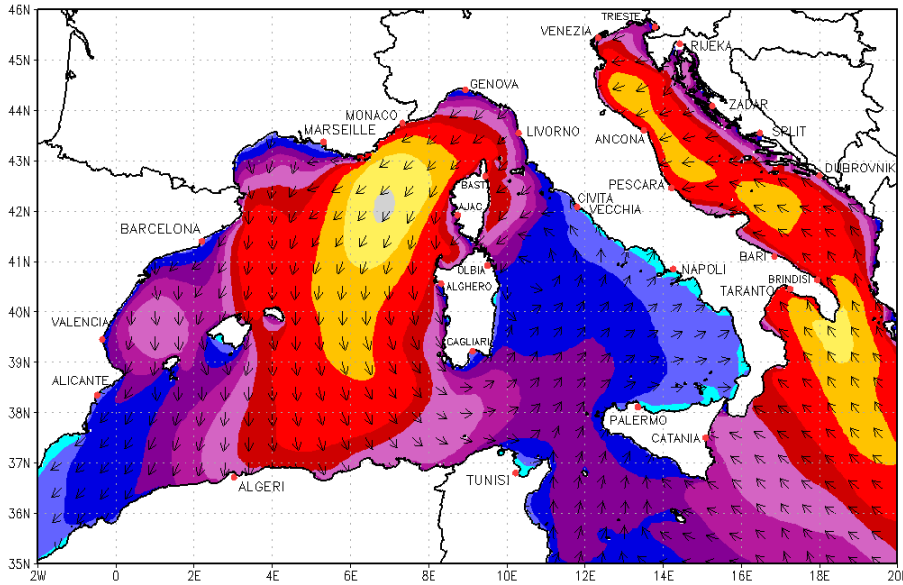 46N
TRIESTE
VENEZIA
45N
RIJEKA
GENOVA
44N
MONACO
ZADAR
MARSEILLE
LIVORNO
ANCONA
SPLIT
43N
DUBROVNIK
BASTI
PESCARA
CIVITA
VECCHIA
42N
AJAC
BARCELONA
41N
OLBIA
NAPOLI
BARI
BRINDISI
ALGHERO
TARANTO
40N
VALENCIA
CAGLIARI
39N
ALICANTE
38N
PALERMO
CATANIA
37N
ALGERI
TUNISI
36N
35N
2W 0 2E 4E 6E 8E 10E 12E 14E 16E 18E 20E